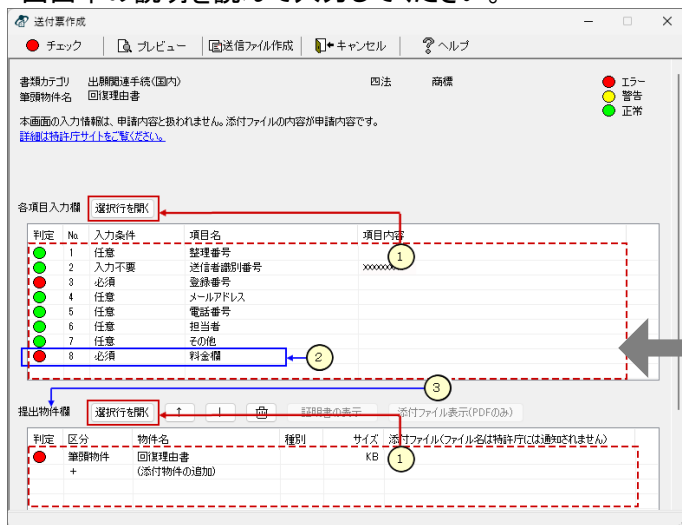 画面下の説明を読んで入力してください。
送付票作成
チェック プレビュー 送信ファイル作成 キャンセル ヘルプ
書類カテゴリ 出願関連手続(国内) 四法 商標 エラー
筆頭物件名 回復理由書 警告
正常
本画面の入力情報は、申請内容と扱われません。添付ファイルの内容が申請内容です。
詳細は特許庁サイトをご覧ください。
各項目入力欄 選択行を開く
判定 No. 入力条件 項目名 項目内容
1
1 任意 整理番号
2 入力不要 送信者識別番号
3 必須 登録番号
4 任意 メールアドレス
5 任意 電話番号
6 任意 担当者
7 任意 その他
8 必須 料金欄
2
3
提出物件欄 選択行を開く ↑ ↓ 証明書の表示 添付ファイル表示(PDFのみ)
判定 区分 物件名 種別 サイズ 添付ファイル(ファイル名は特許庁には通知されません)
筆頭物件 回復理由書 KB 1
+ (添付物件の追加)